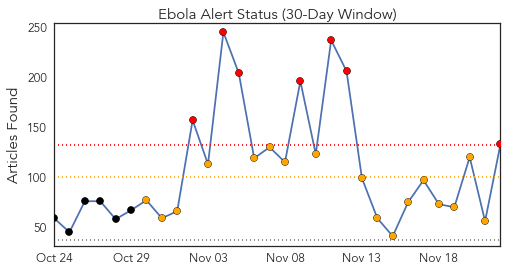 Ebola Alert Status (30-Day Window)
Articles Found
250
200
150
100
50
Oct 24 Oct 29 Nov 03 Nov 08 Nov 13 Nov 18